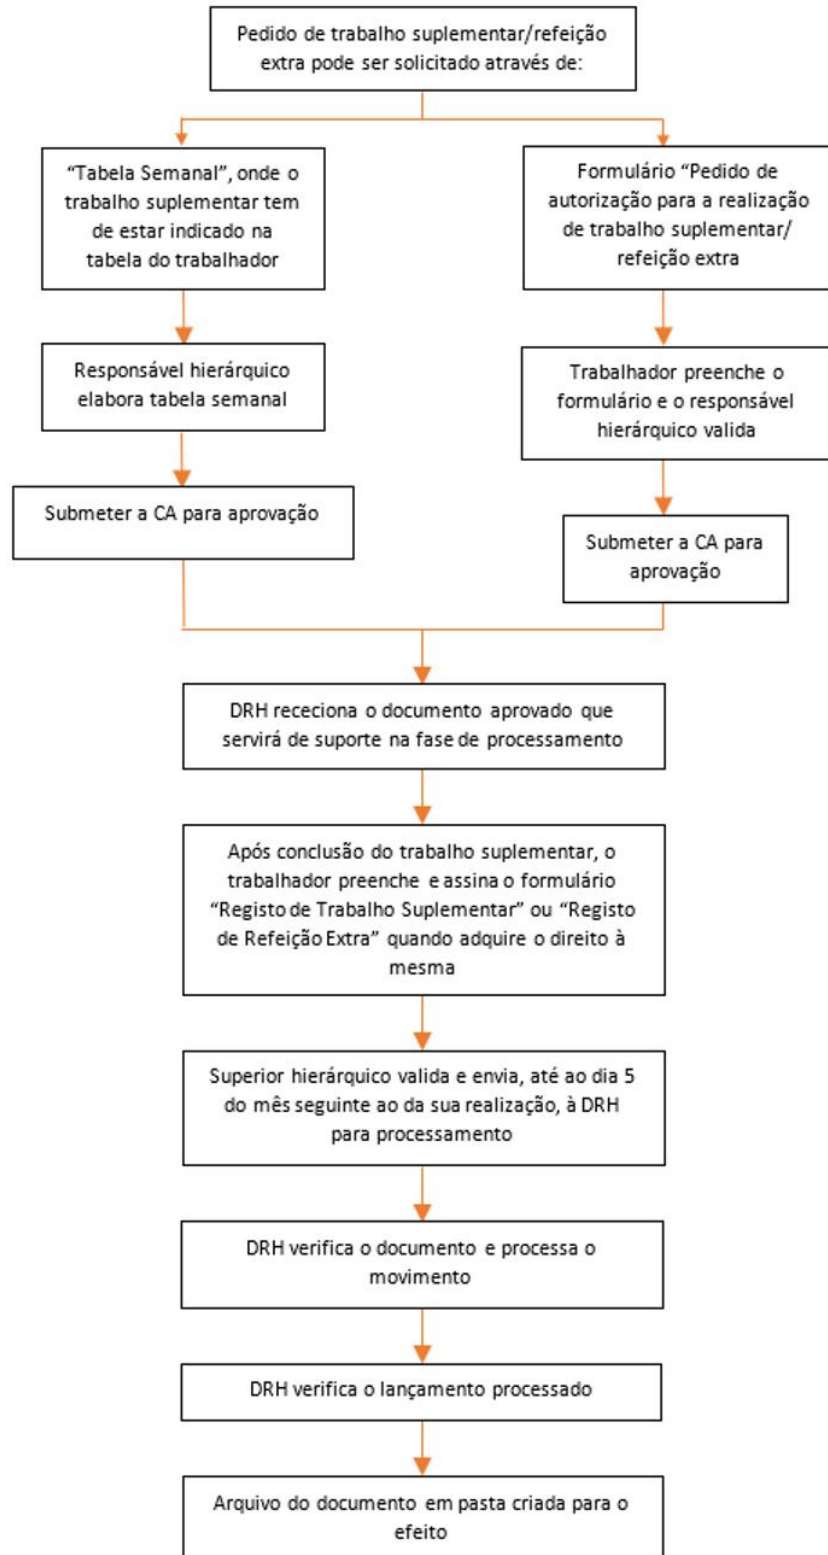 Pedido de trabalho suplementar/refeição
extra pode ser solicitado através de:
“Tabela Semanal”, onde o
trabalho suplementar tem
de estar indicado na
tabela do trabalhador
Responsável hierárquico
elabora tabela semanal
Submeter a CA para aprovação
Formulário “Pedido de
autorização para a realização
de trabalho suplementar/
refeição extra
Trabalhador preenche o
formulário e o responsável
hierárquico valida
Submeter a CA para
aprovação
DRH receciona o documento aprovado que
servirá de suporte na fase de processamento
Após conclusão do trabalho suplementar, o
trabalhador preenche e assina o formulário
“Registo de Trabalho Suplementar” ou “Registo
de Refeição Extra” quando adquire o direito à
mesma
Superior hierárquico valida e envia, até ao dia 5
do mês seguinte ao da sua realização, à DRH
para processamento
DRH verifica o documento e processa o
movimento
DRH verifica o lançamento processado
Arquivo do documento em pasta criada para o
efeito